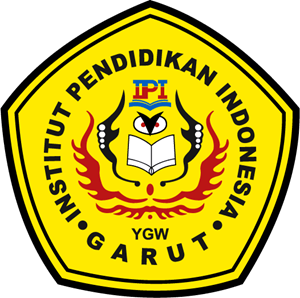 INSTITUT PENDIDIKAN INDONESIA
IPI
YGW
• GARUT •